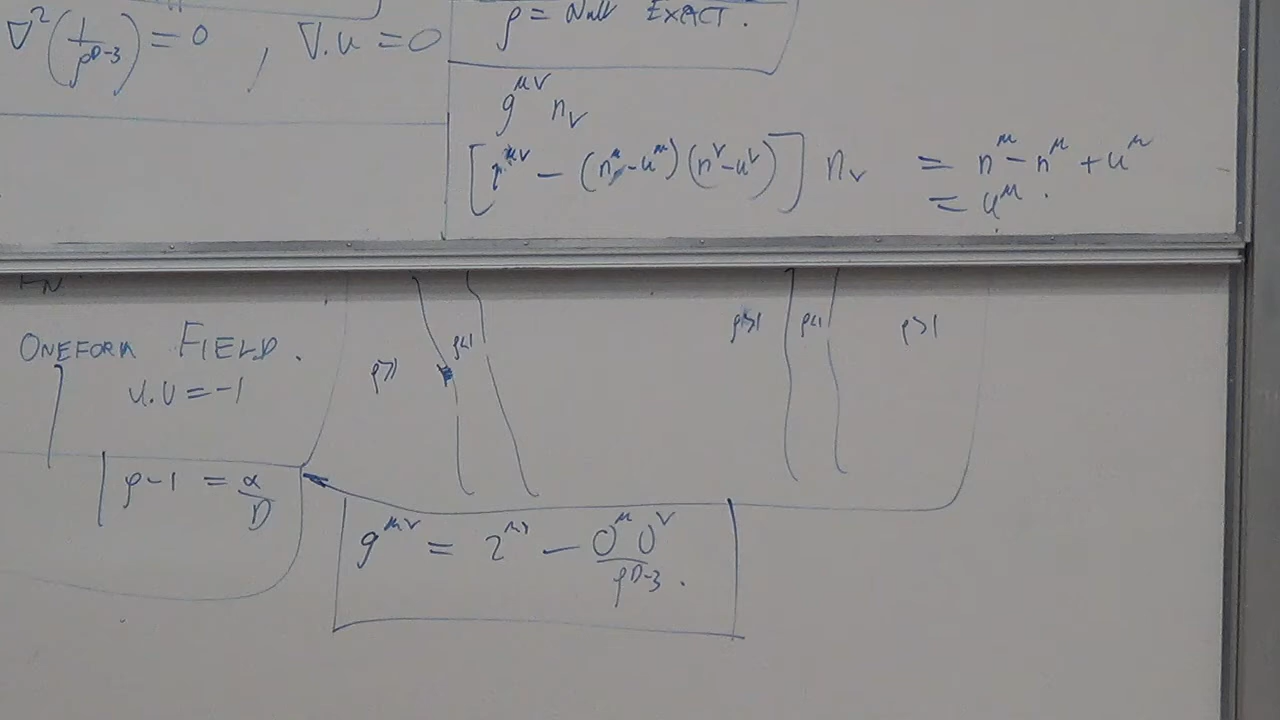 ∇²(1/ρᴰ⁻³) = 0 , ∇.u = 0
ρ = Null EXACT.
g^{μν} n_ν
[η^{μν} − (n^μ − u^μ)(n^ν − u^ν)] n_ν = n^μ − n^μ + u^μ
= u^μ.
ONEFORM FIELD.
U.U = −1
ρ>1 ρ<1
ρ>1 ρ<1 ρ>1
ρ−1 = α/D
g^{μν} = η^{μν} − O^μ O^ν / ρ^{D−3}.